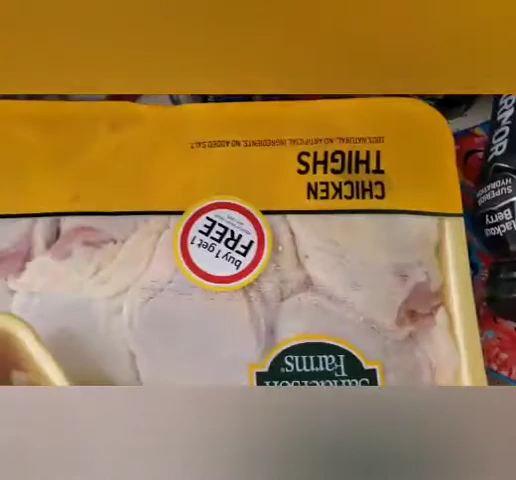 CHICKEN
THIGHS
100% NATURAL. NO ARTIFICIAL INGREDIENTS. NO ADDED SALT.
buy 1 get 1
FREE
Sanderson
Farms®
SUPERIOR
HYDRATION
Berry